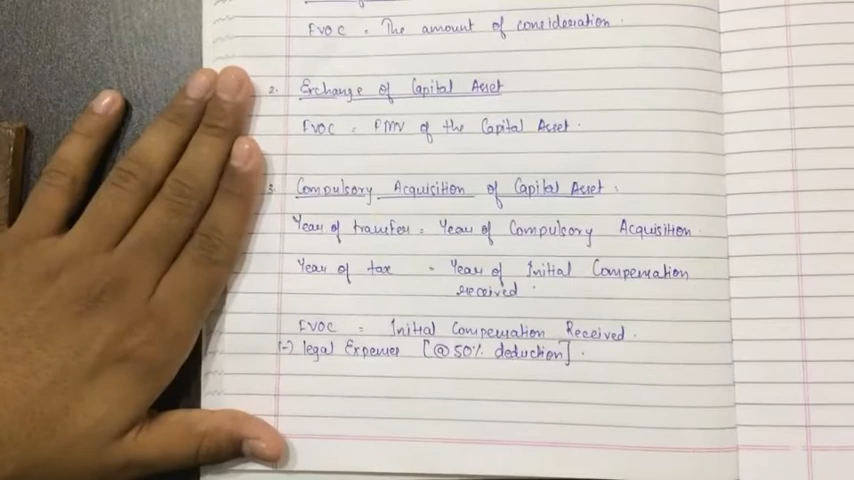 FVOC = The amount of consideration.
2. Exchange of Capital Asset
FVOC = FMV of the Capital Asset.
3. Compulsory Acquisition of Capital Asset.
Year of transfer = Year of Compulsory Acquisition.
Year of tax = Year of Initial Compensation
received.
FVOC = Initial Compensation Received.
(-) legal Expenses [@ 50% deduction].